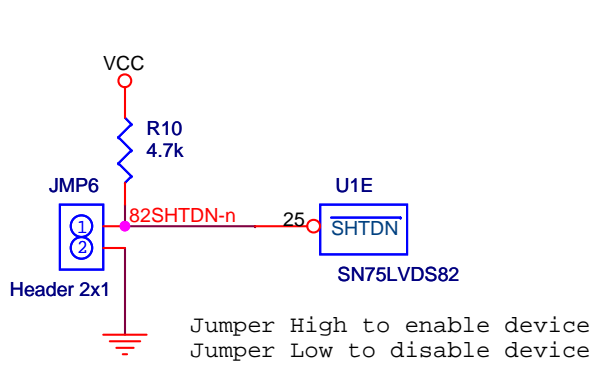 VCC
R10
4.7k
JMP6
U1E
82SHTDN-n
25
1
SHTDN
2
SN75LVDS82
Header 2x1
Jumper High to enable device
Jumper Low to disable device